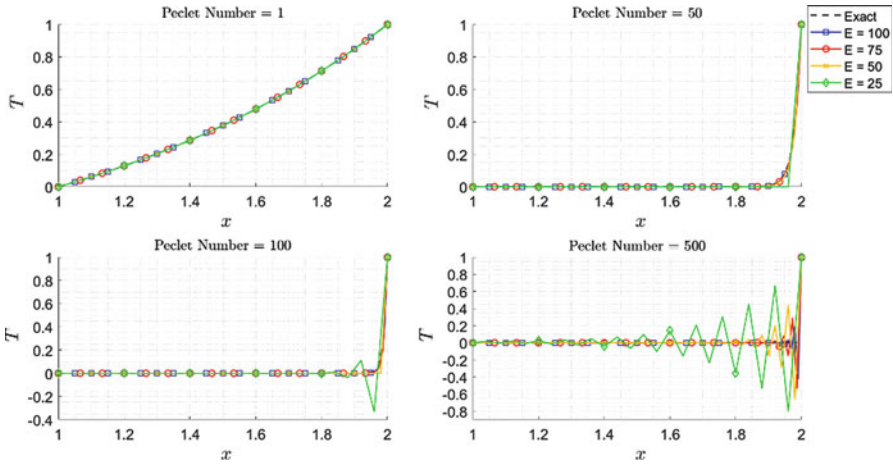 Peclet Number = 1
1
0.8
0.6
0.4
0.2
0
T
1 1.2 1.4 1.6 1.8 2
x
Peclet Number = 50
1
0.8
0.6
0.4
0.2
0
T
1 1.2 1.4 1.6 1.8 2
x
Exact
E = 100
E = 75
E = 50
E = 25
Peclet Number = 100
1
0.8
0.6
0.4
0.2
0
-0.2
-0.4
T
1 1.2 1.4 1.6 1.8 2
x
Peclet Number = 500
1
0.8
0.6
0.4
0.2
0
-0.2
-0.4
-0.6
-0.8
T
1 1.2 1.4 1.6 1.8 2
x